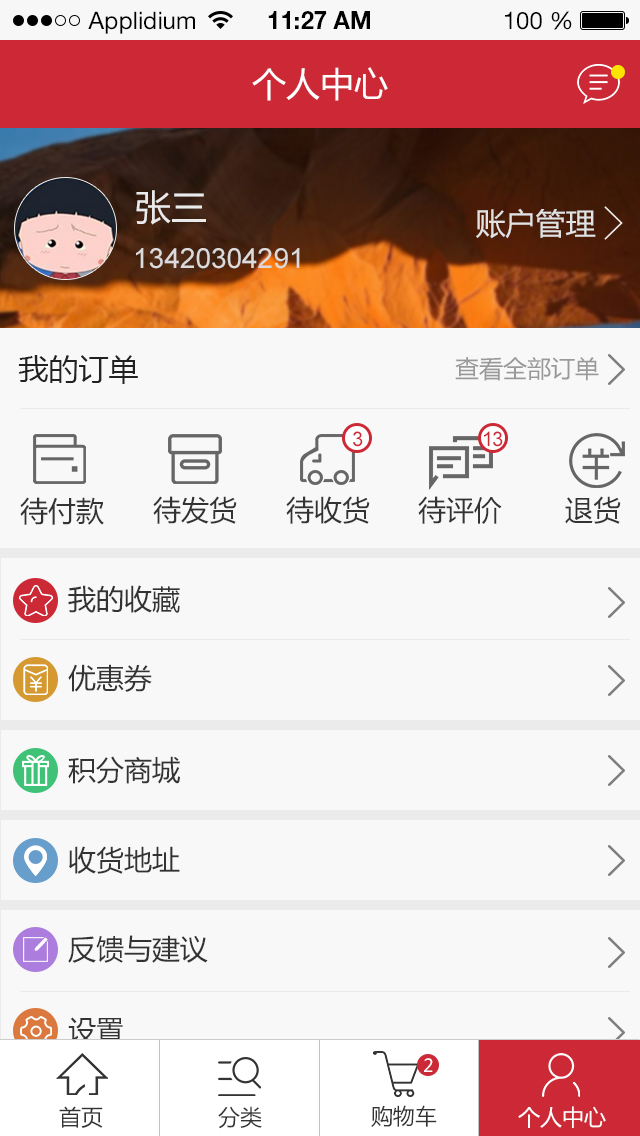 Applidium 11:27 AM 100 %
个人中心
张三
13420304291
账户管理
我的订单 查看全部订单
3 13
待付款 待发货 待收货 待评价 退货
我的收藏
优惠券
积分商城
收货地址
反馈与建议
设置
2
首页 分类 购物车 个人中心